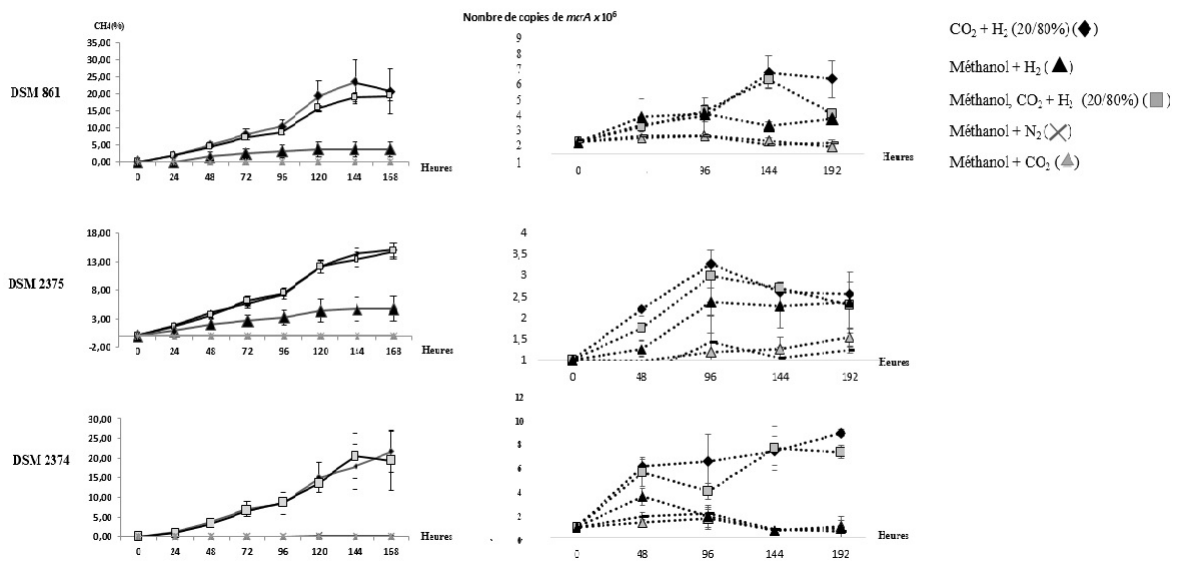 CH4(%)
35,00
30,00
25,00
20,00
15,00
10,00
5,00
0,00
DSM 861
0 24 48 72 96 120 144 168
Heures
Nombre de copies de mcrA x10⁶
9
8
7
6
5
4
3
2
1
0 96 144 192
Heures
CO₂ + H₂ (20/80%) (◆)
Méthanol + H₂ (▲)
Méthanol, CO₂ + H₂ (20/80%) (■)
Méthanol + N₂ (✕)
Méthanol + CO₂ (▲)
18,00
13,00
8,00
3,00
-2,00
DSM 2375
0 24 48 72 96 120 144 168
Heures
4
3,5
3
2,5
2
1,5
1
0 48 96 144 192
Heures
30,00
25,00
20,00
15,00
10,00
5,00
0,00
DSM 2374
0 24 48 72 96 120 144 168
Heures
12
10
8
6
4
2
0
0 48 96 144 192
Heures